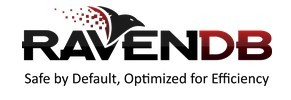 RAVENDB
Safe by Default, Optimized for Efficiency